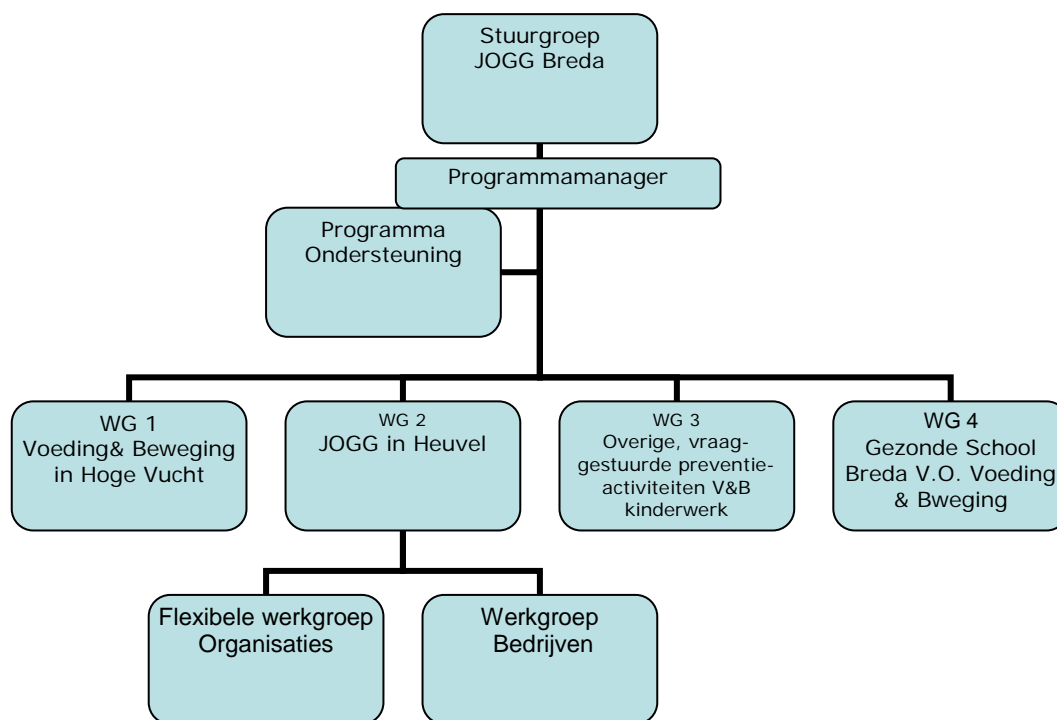 Stuurgroep
JOGG Breda
Programmamanager
Programma
Ondersteuning
WG 1
Voeding& Beweging
in Hoge Vucht
WG 2
JOGG in Heuvel
WG 3
Overige, vraag-
gestuurde preventie-
activiteiten V&B
kinderwerk
WG 4
Gezonde School
Breda V.O. Voeding
& Bweging
Flexibele werkgroep
Organisaties
Werkgroep
Bedrijven